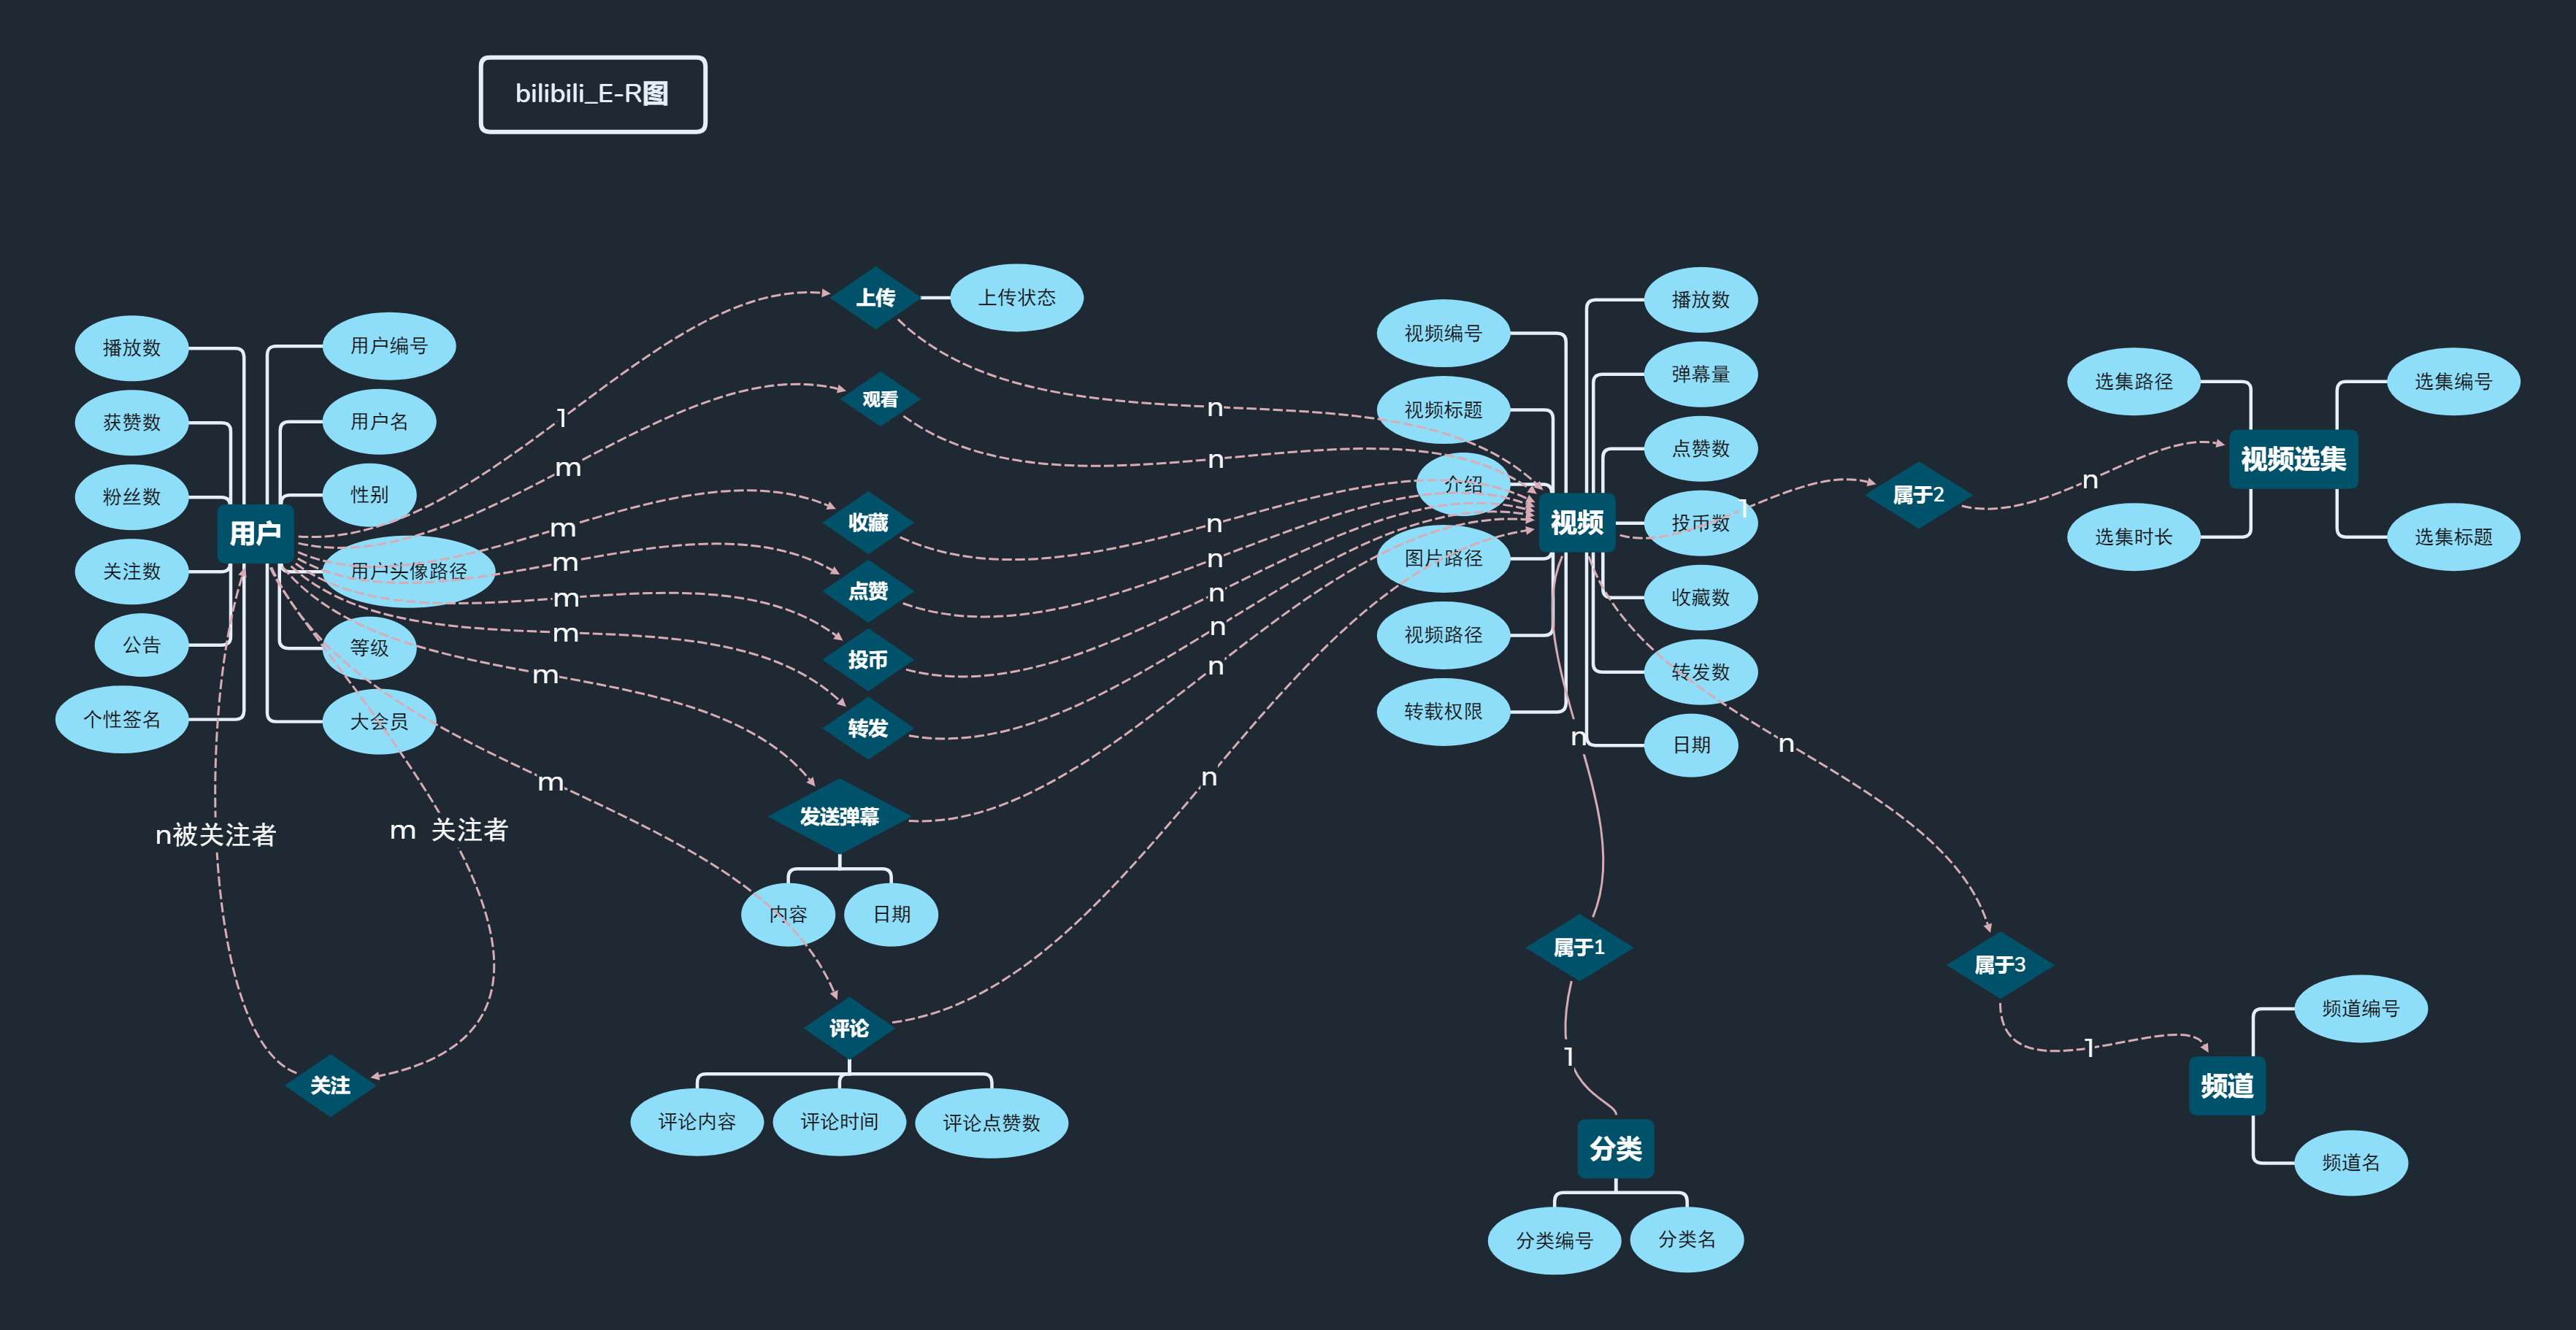 bilibili_E-R图
播放数
获赞数
粉丝数
关注数
公告
个性签名
用户
用户编号
用户名
性别
用户头像路径
等级
大会员
1
m
m
m
m
m
m
m
n被关注者
m 关注者
关注
上传
上传状态
观看
收藏
点赞
投币
转发
发送弹幕
内容
日期
评论
评论内容
评论时间
评论点赞数
n
n
n
n
n
n
n
n
视频编号
视频标题
介绍
图片路径
视频路径
转载权限
视频
播放数
弹幕量
点赞数
投币数
收藏数
转发数
日期
1
属于2
n
选集路径
选集时长
视频选集
选集编号
选集标题
n
属于1
1
分类
分类编号
分类名
n
属于3
1
频道
频道编号
频道名